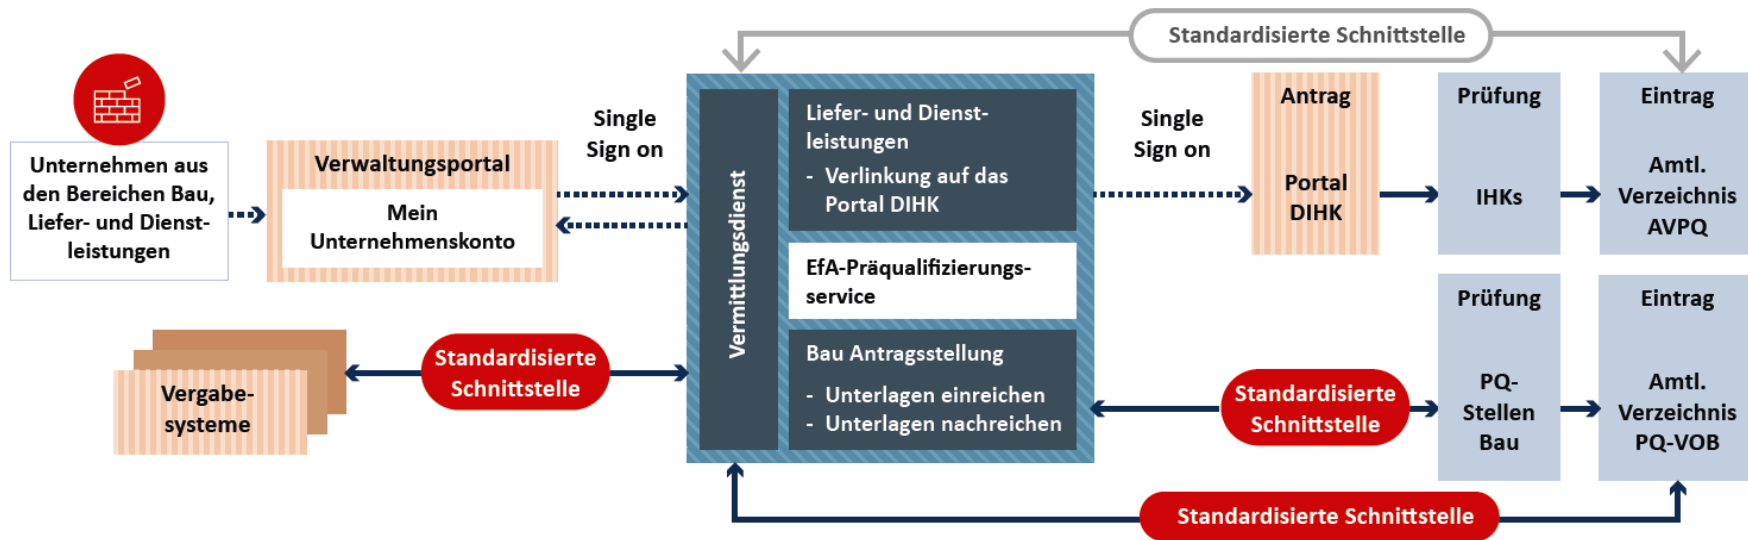 Standardisierte Schnittstelle
Unternehmen aus
den Bereichen Bau,
Liefer- und Dienst-
leistungen
Verwaltungsportal
Mein
Unternehmenskonto
Single
Sign on
Vermittlungsdienst
Liefer- und Dienst-
leistungen
- Verlinkung auf das
Portal DIHK
EfA-Präqualifizierungs-
service
Bau Antragsstellung
- Unterlagen einreichen
- Unterlagen nachreichen
Single
Sign on
Antrag
Portal
DIHK
Prüfung
IHKs
Eintrag
Amtl.
Verzeichnis
AVPQ
Vergabe-
systeme
Standardisierte
Schnittstelle
Standardisierte
Schnittstelle
Prüfung
PQ-
Stellen
Bau
Eintrag
Amtl.
Verzeichnis
PQ-VOB
Standardisierte Schnittstelle